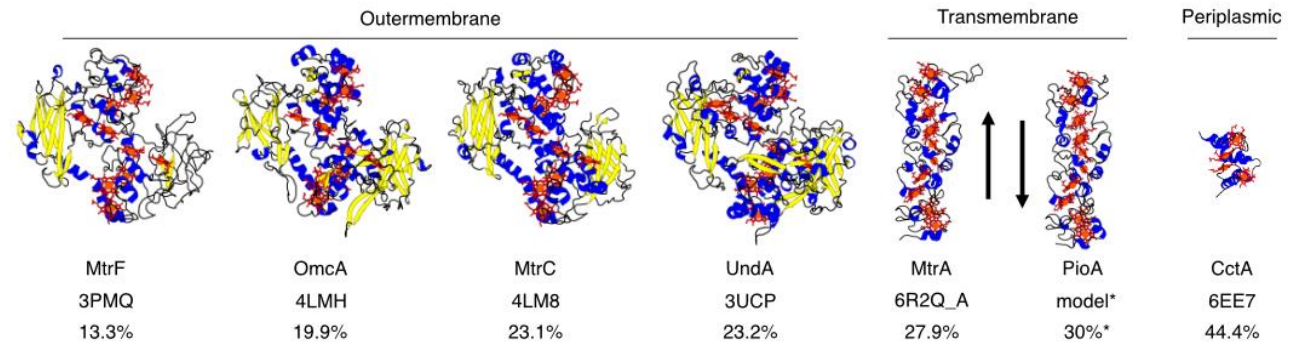 Outermembrane Transmembrane Periplasmic
MtrF OmcA MtrC UndA MtrA PioA CctA
3PMQ 4LMH 4LM8 3UCP 6R2Q_A model* 6EE7
13.3% 19.9% 23.1% 23.2% 27.9% 30%* 44.4%